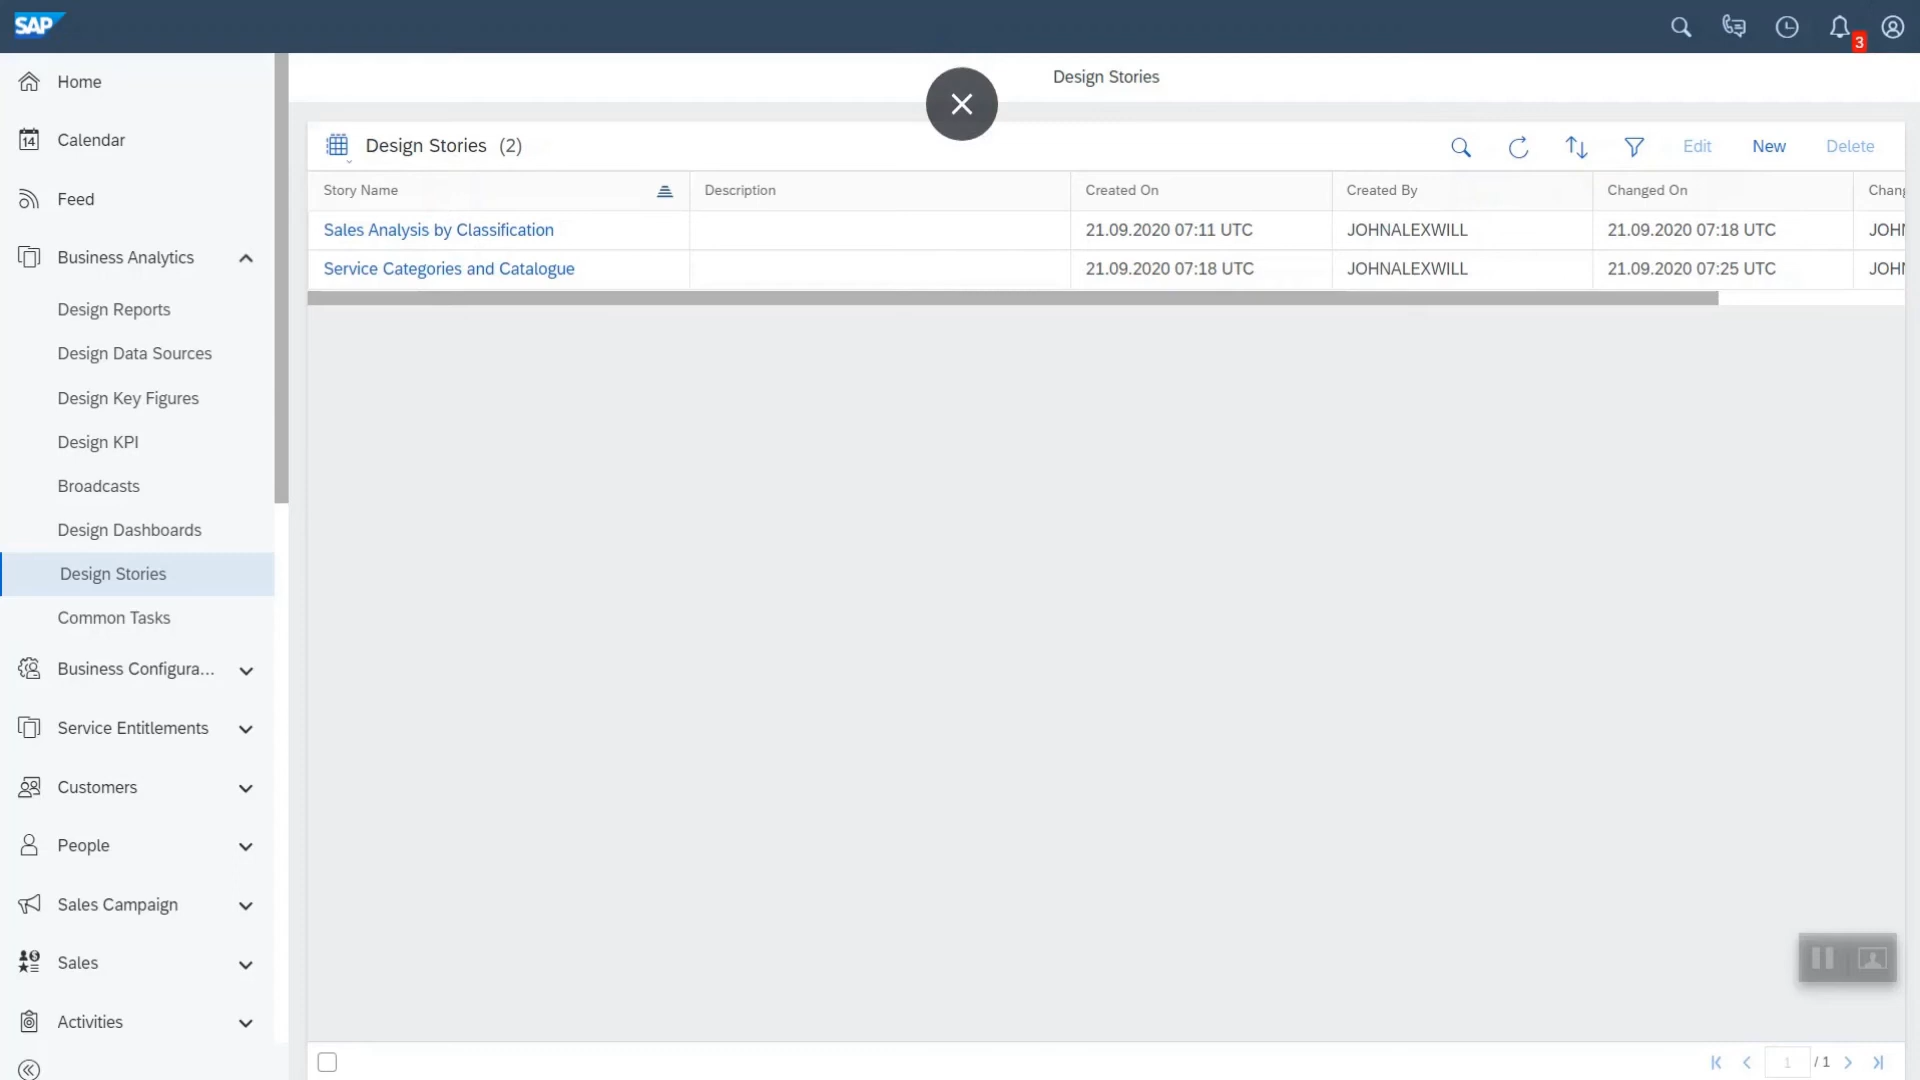 SAP
3
Home
14
Calendar
Feed
Business Analytics
Design Reports
Design Data Sources
Design Key Figures
Design KPI
Broadcasts
Design Dashboards
Design Stories
Common Tasks
Business Configura...
Service Entitlements
Customers
People
Sales Campaign
Sales
Activities
Design Stories
Design Stories (2)
Edit New Delete
Story Name Description Created On Created By Changed On Chang
Sales Analysis by Classification 21.09.2020 07:11 UTC JOHNALEXWILL 21.09.2020 07:18 UTC JOHN
Service Categories and Catalogue 21.09.2020 07:18 UTC JOHNALEXWILL 21.09.2020 07:25 UTC JOHN
1 / 1